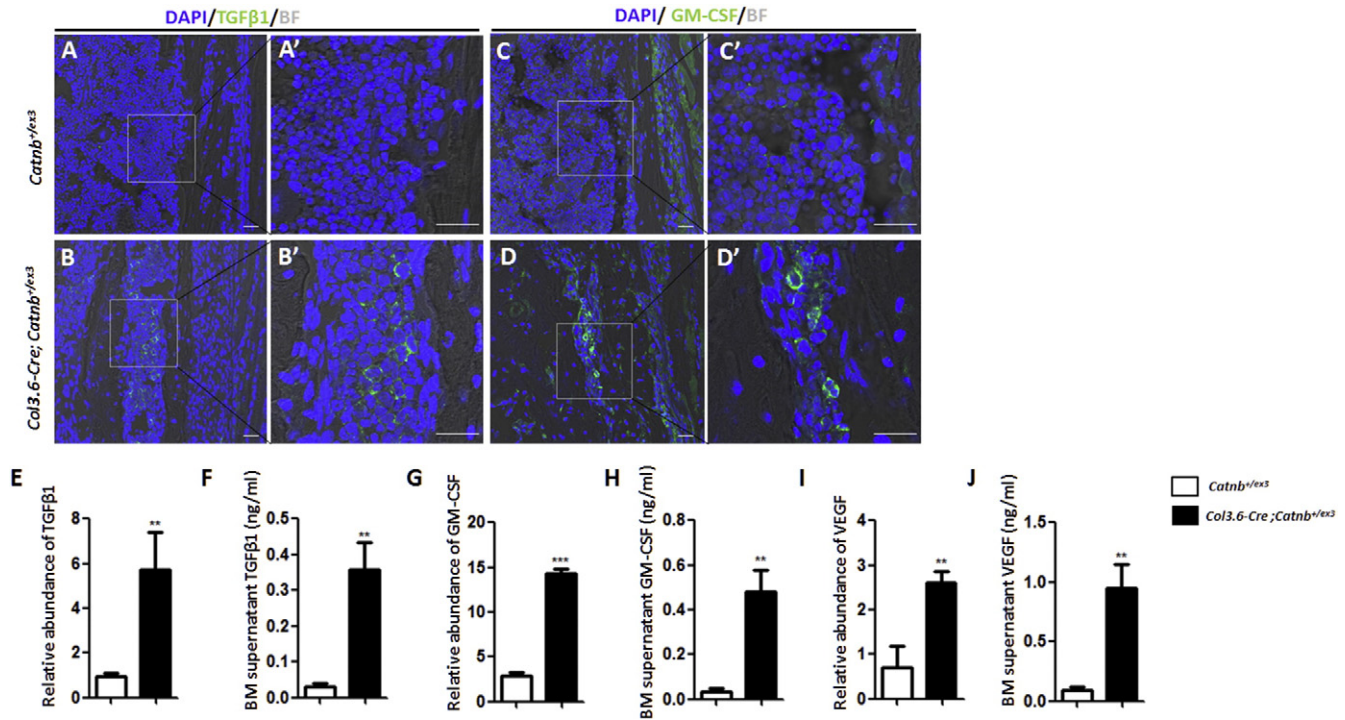 DAPI/TGFβ1/BF
DAPI/ GM-CSF/BF
Catnb+/ex3
A
A'
C
C'
Col3.6-Cre; Catnb+/ex3
B
B'
D
D'
E
Relative abundance of TGFβ1
8
6
4
2
0
**
F
BM supernatant TGFβ1 (ng/ml)
0.5
0.4
0.3
0.2
0.1
0.0
**
G
Relative abundance of GM-CSF
20
15
10
5
0
***
H
BM supernatant GM-CSF (ng/ml)
0.8
0.6
0.4
0.2
0.0
**
I
Relative abundance of VEGF
4
3
2
1
0
**
J
BM supernatant VEGF (ng/ml)
1.5
1.0
0.5
0.0
**
Catnb+/ex3
Col3.6-Cre ;Catnb+/ex3